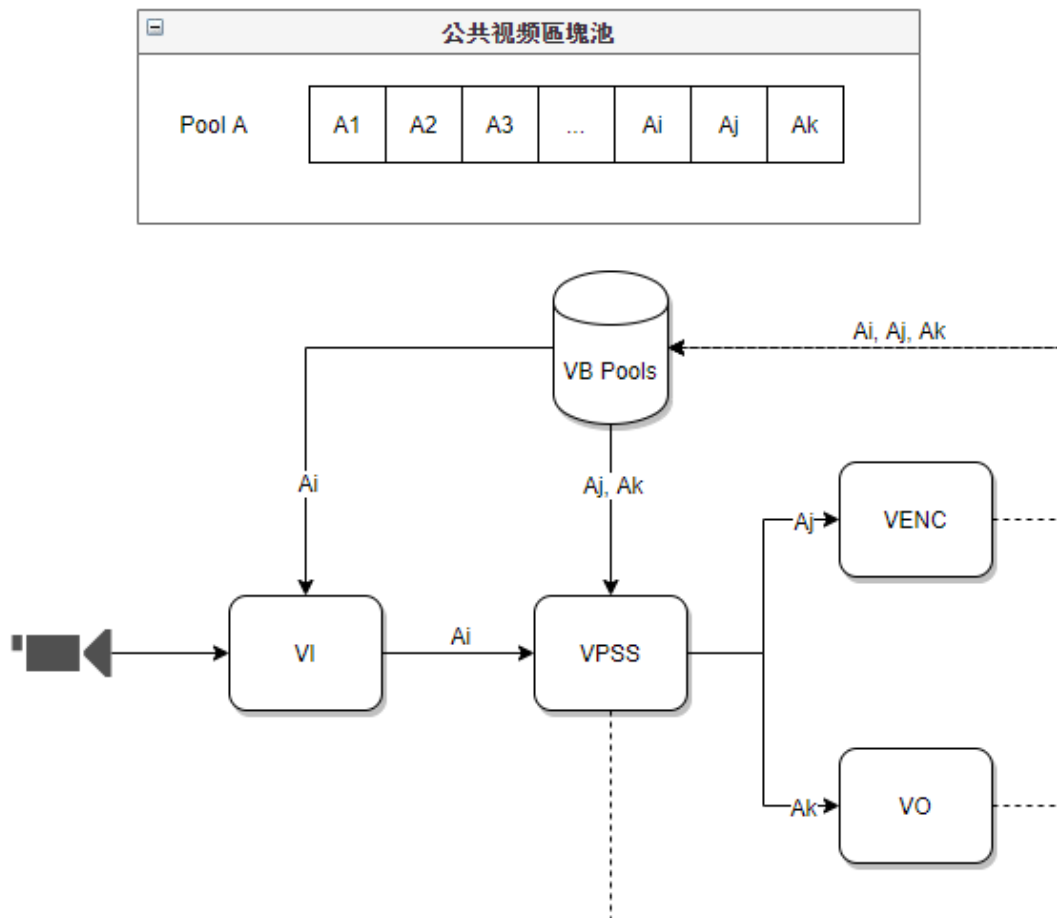 公共视频區塊池
Pool A A1 A2 A3 ... Ai Aj Ak
Ai, Aj, Ak
VB Pools
Ai
Aj, Ak
Aj
VENC
Ai
VI
VPSS
Ak
VO